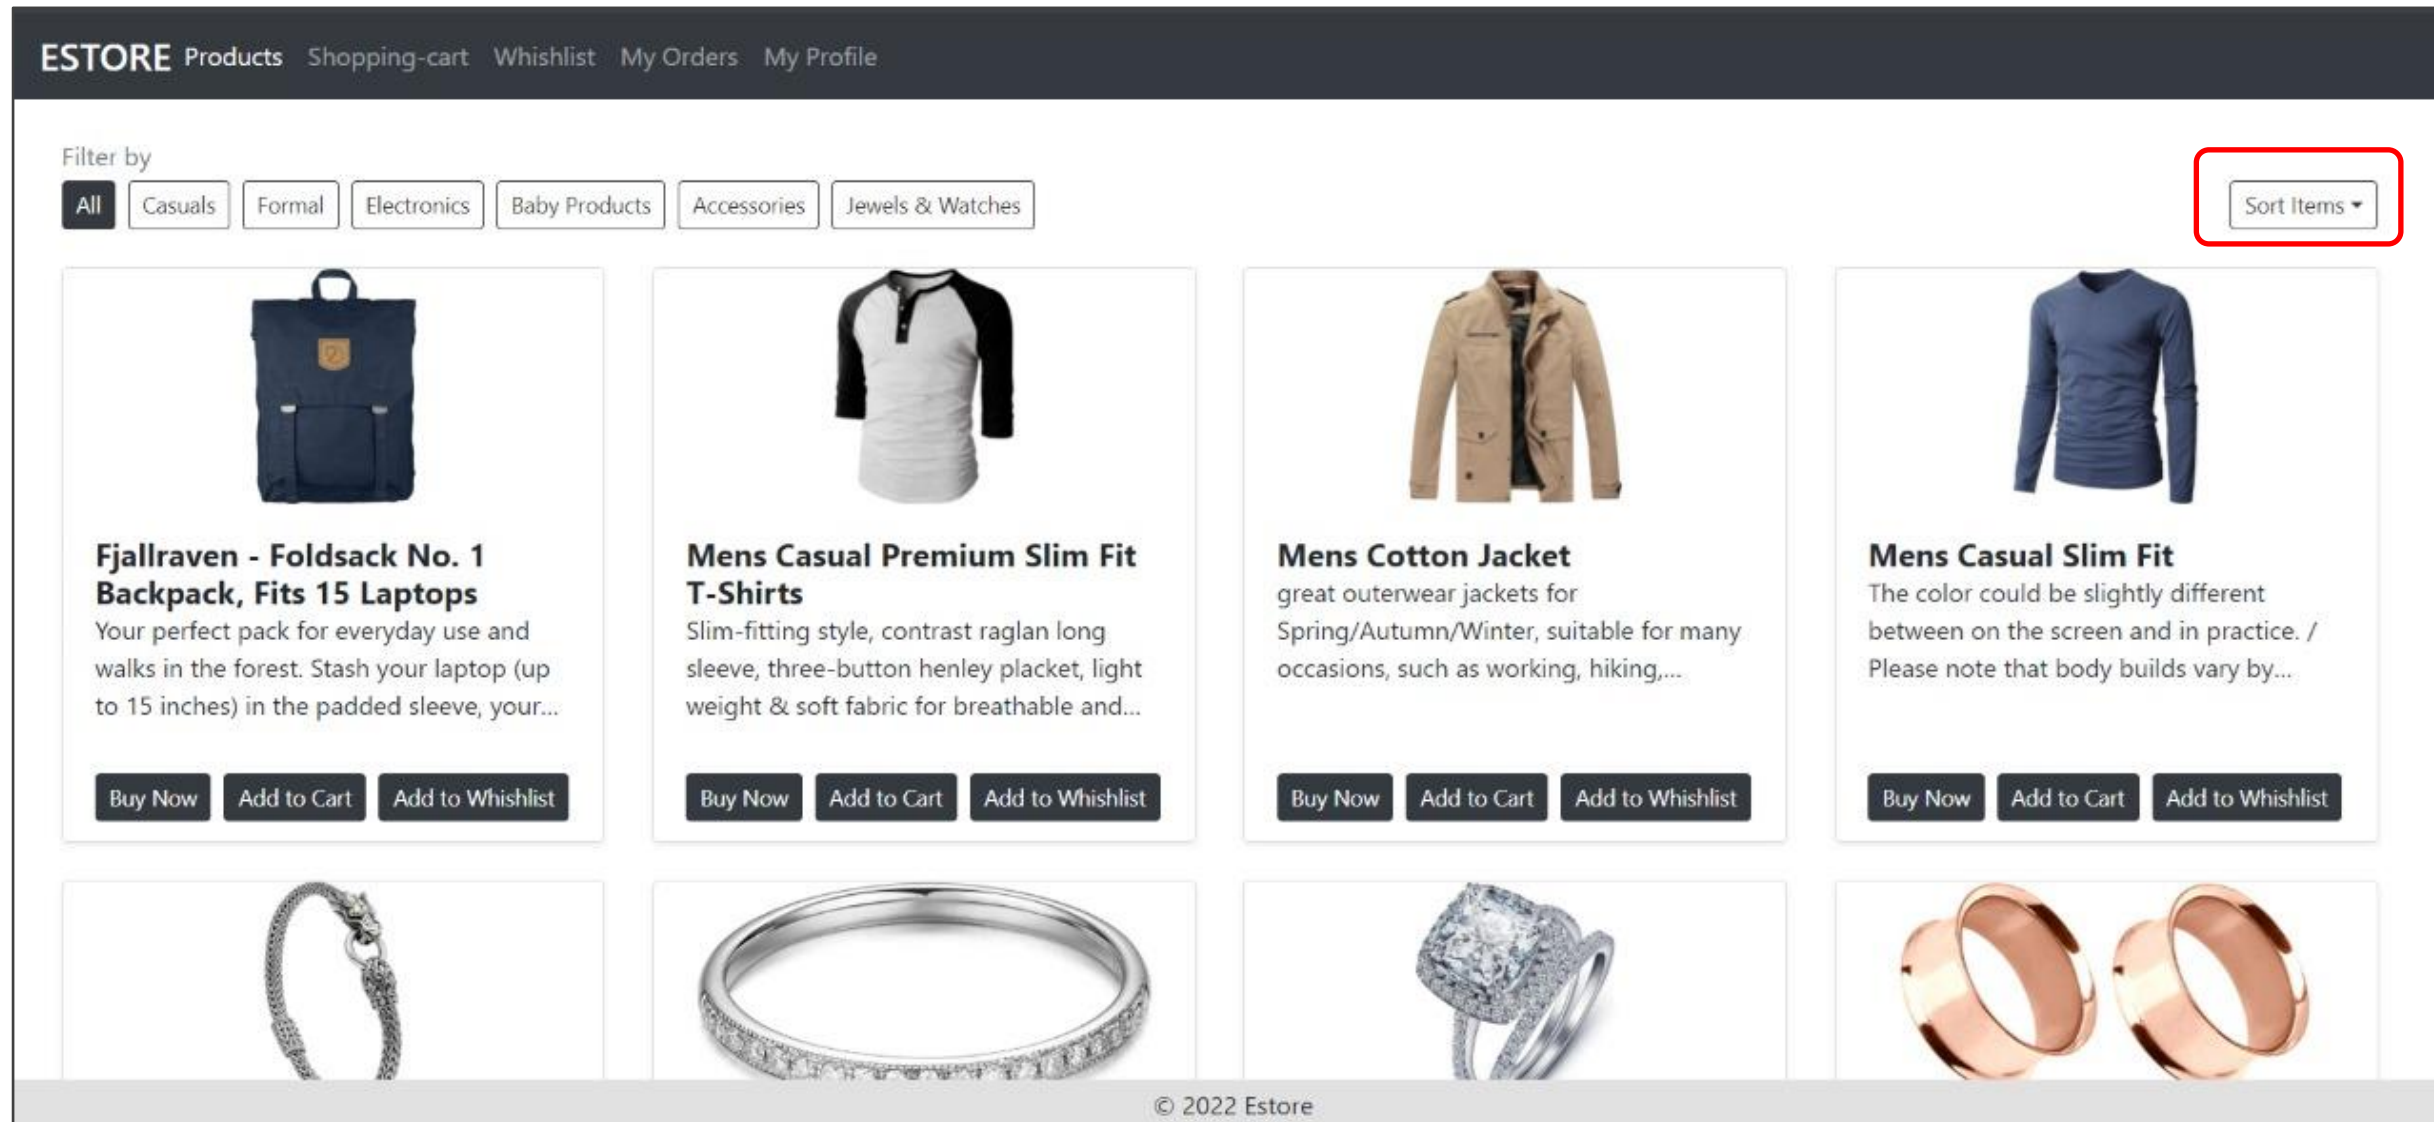 ESTORE Products Shopping-cart Whishlist My Orders My Profile
Filter by
All Casuals Formal Electronics Baby Products Accessories Jewels & Watches
Sort Items
Fjallraven - Foldsack No. 1
Backpack, Fits 15 Laptops
Your perfect pack for everyday use and
walks in the forest. Stash your laptop (up
to 15 inches) in the padded sleeve, your...
Buy Now Add to Cart Add to Whishlist
Mens Casual Premium Slim Fit
T-Shirts
Slim-fitting style, contrast raglan long
sleeve, three-button henley placket, light
weight & soft fabric for breathable and...
Buy Now Add to Cart Add to Whishlist
Mens Cotton Jacket
great outerwear jackets for
Spring/Autumn/Winter, suitable for many
occasions, such as working, hiking,...
Buy Now Add to Cart Add to Whishlist
Mens Casual Slim Fit
The color could be slightly different
between on the screen and in practice. /
Please note that body builds vary by...
Buy Now Add to Cart Add to Whishlist
© 2022 Estore